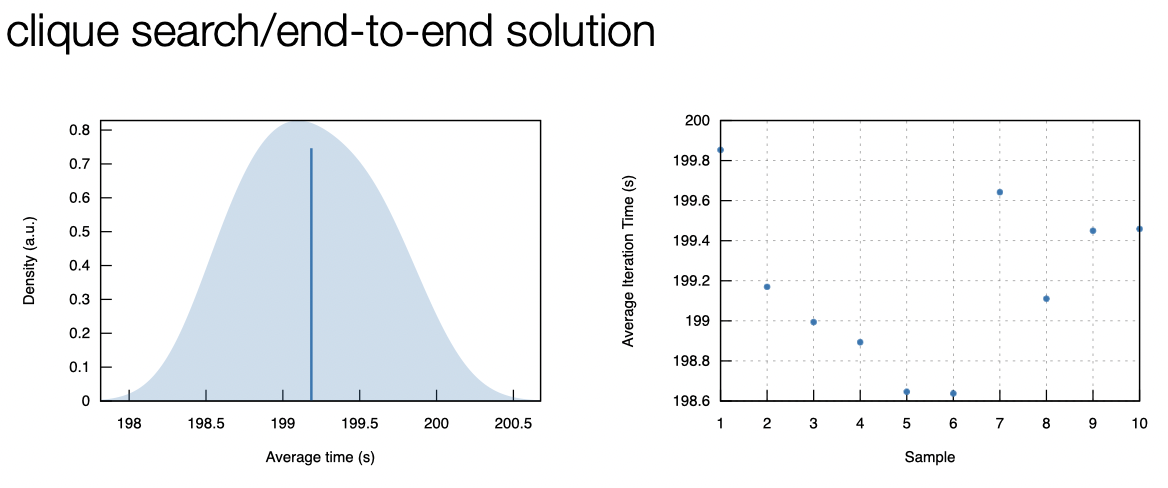 clique search/end-to-end solution
Density (a.u.)
0.8
0.7
0.6
0.5
0.4
0.3
0.2
0.1
0
198 198.5 199 199.5 200 200.5
Average time (s)
Average Iteration Time (s)
200
199.8
199.6
199.4
199.2
199
198.8
198.6
1 2 3 4 5 6 7 8 9 10
Sample